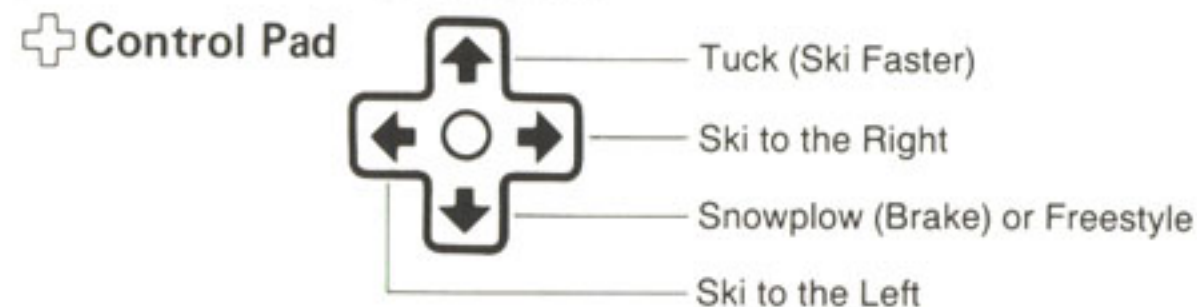 Control Pad
Tuck (Ski Faster)
Ski to the Right
Snowplow (Brake) or Freestyle
Ski to the Left